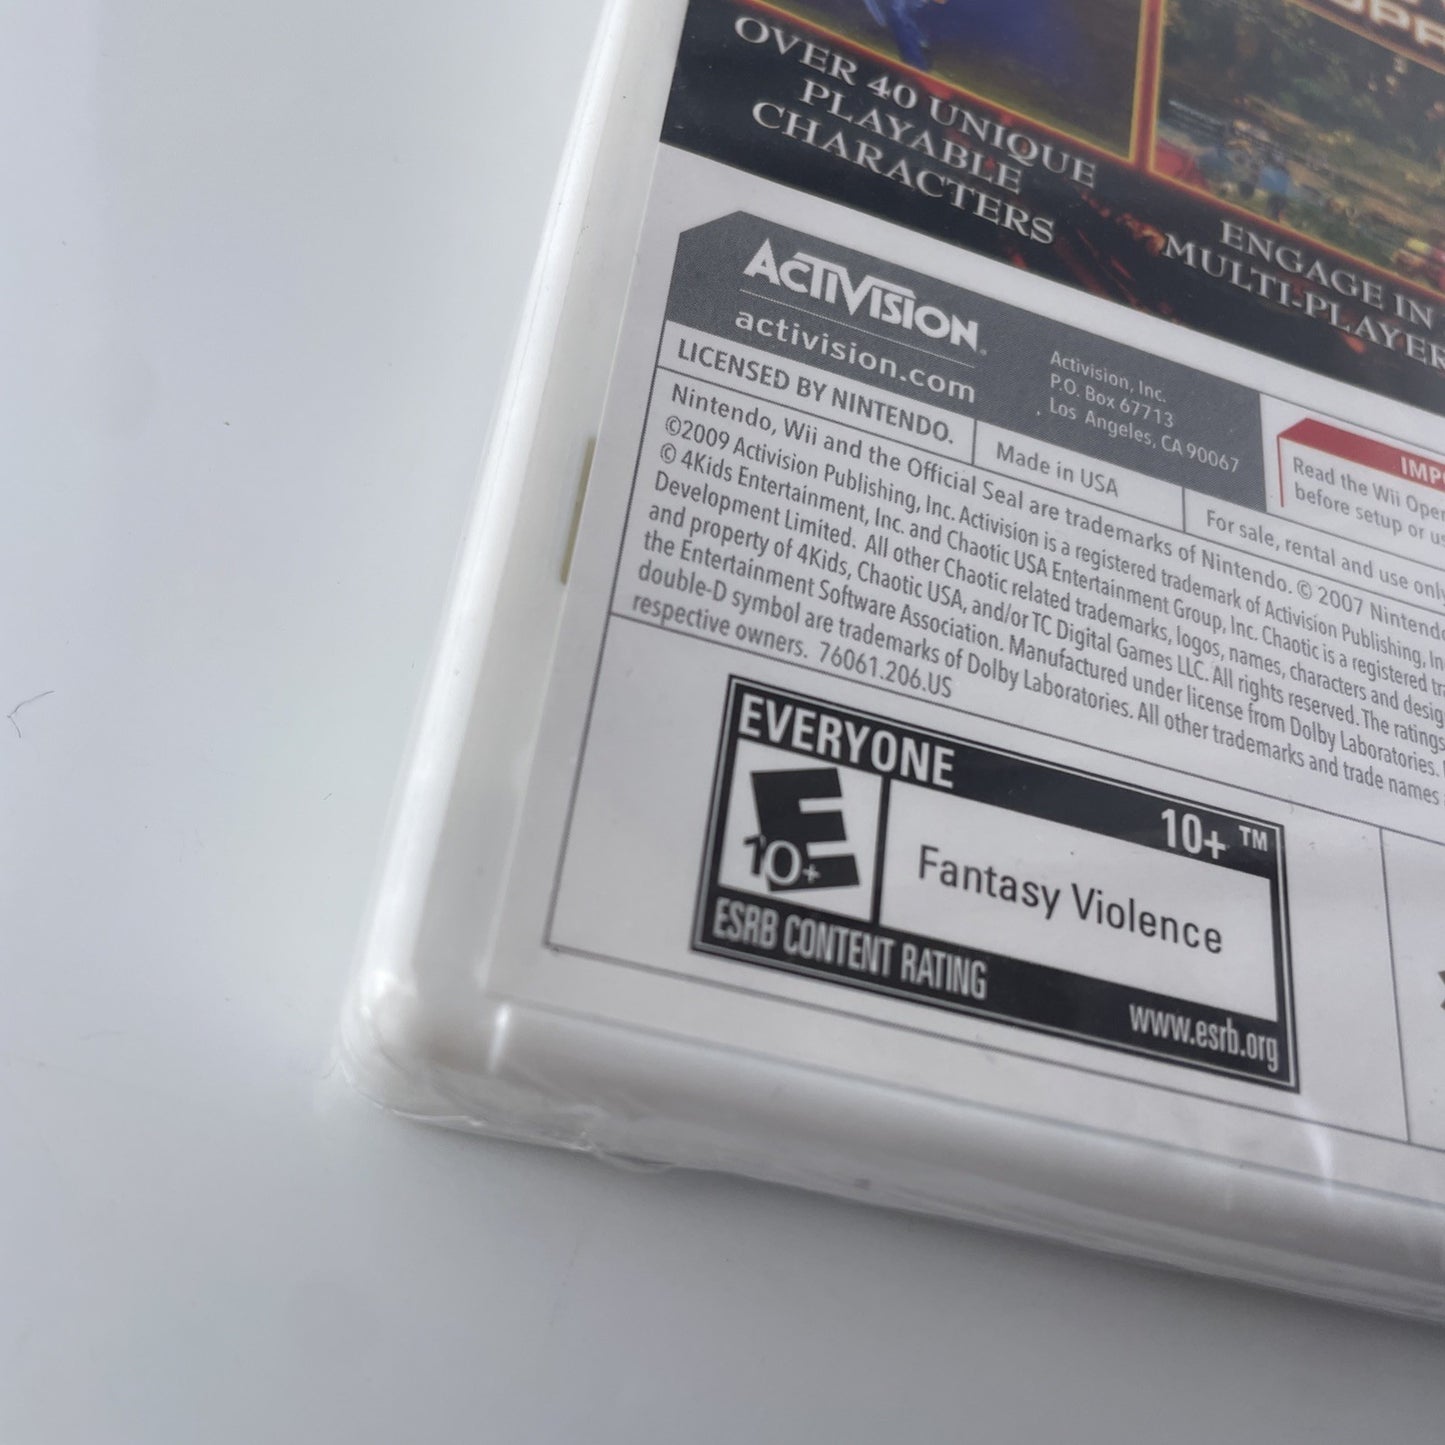 OVER 40 UNIQUE
PLAYABLE
CHARACTERS
ENGAGE IN
MULTI-PLAYER
ACTIVISION
activision.com
Activision, Inc.
P.O. Box 67713
Los Angeles, CA 90067
LICENSED BY NINTENDO.
Made in USA
For sale, rental and use only
Read the Wii
before setup or
Nintendo, Wii and the Official Seal are trademarks of Nintendo. © 2007
©2009 Activision Publishing, Inc. Activision is a registered trademark of Activision Publishing,
© 4Kids Entertainment, Inc. and Chaotic USA Entertainment Group, Inc. Chaotic is a registered
Development Limited. All other Chaotic related trademarks, logos, names, characters and
and property of 4Kids, Chaotic USA, and/or TC Digital Games LLC. All rights reserved. The ratings
the Entertainment Software Association. Manufactured under license from Dolby Laboratories.
double-D symbol are trademarks of Dolby Laboratories. All other trademarks and trade names
respective owners. 76061.206.US
EVERYONE
10+ ™
E
10+
Fantasy Violence
ESRB CONTENT RATING
www.esrb.org